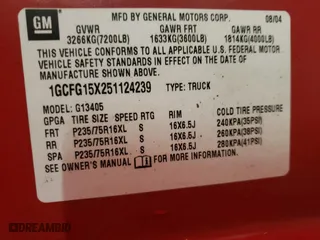 GM
MFD BY GENERAL MOTORS CORP.
08/04
GVWR GAWR FRT GAWR RR
3266KG(7200LB) 1633KG(3600LB) 1814KG(4000LB)
THIS VEHICLE CONFORMS TO ALL APPLICABLE U.S. FEDERAL MOTOR
VEHICLE SAFETY STANDARDS IN EFFECT ON THE DATE OF
MANUFACTURE SHOWN ABOVE.
1GCFG15X251124239 TYPE: TRUCK
MODEL: G13405
GPGA TIRE SIZE SPEED RTG RIM COLD TIRE PRESSURE
FRT P235/75R16XL S 16X6.5J 240KPA(35PSI)
RR P235/75R16XL S 16X6.5J 260KPA(38PSI)
SPA P235/75R16XL S 16X6.5J 280KPA(41PSI)
SEE OWNER'S MANUAL FOR MORE INFORMATION.
DREAMBID